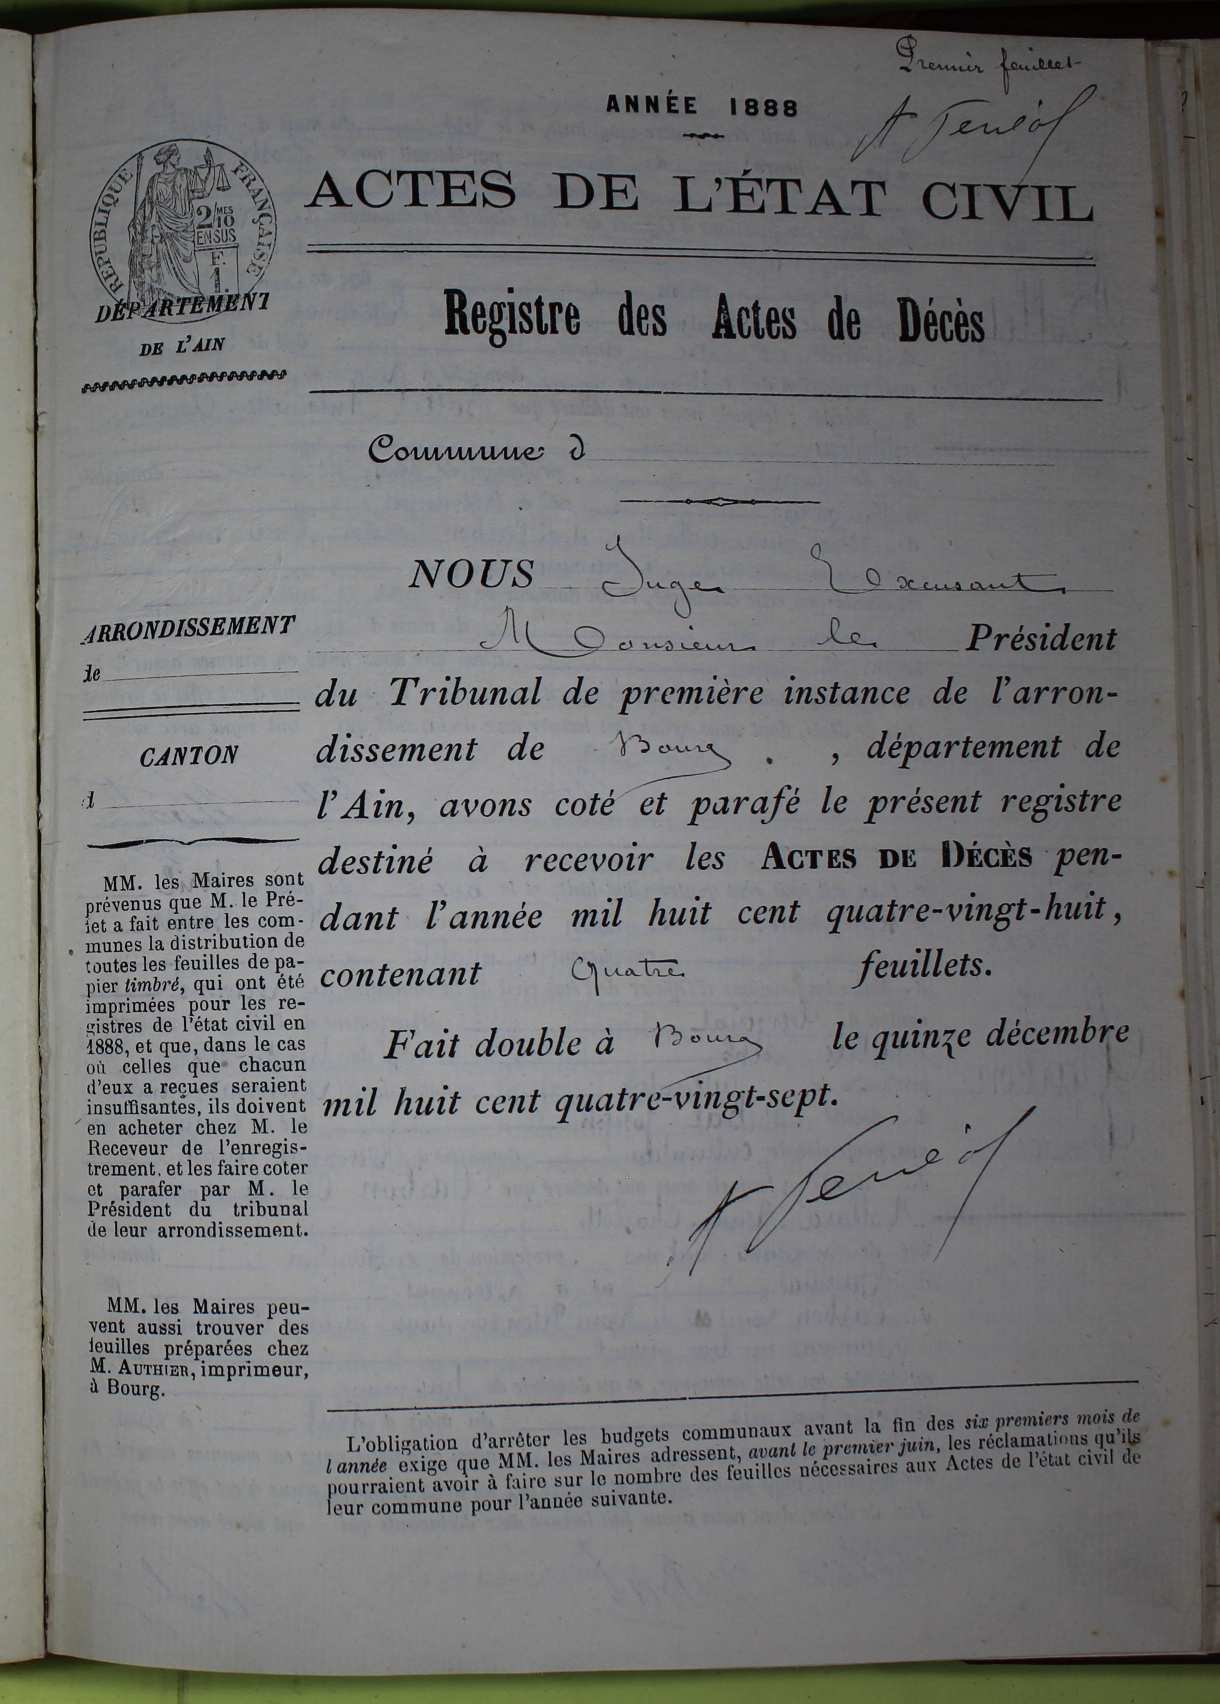 Premier feuillet
ANNÉE 1888
RÉPUBLIQUE FRANÇAISE
2/10 MES
EN SUS
F.
1.
ACTES DE L'ÉTAT CIVIL
DÉPARTEMENT
DE L'AIN
Registre des Actes de Décès
Commune d
ARRONDISSEMENT
de
CANTON
d
MM. les Maires sont
prévenus que M. le Pré-
fet a fait entre les com-
munes la distribution de
toutes les feuilles de pa-
pier timbré, qui ont été
imprimées pour les re-
gistres de l'état civil en
1888, et que, dans le cas
où celles que chacun
d'eux a reçues seraient
insuffisantes, ils doivent
en acheter chez M. le
Receveur de l'enregis-
trement, et les faire coter
et parafer par M. le
Président du tribunal
de leur arrondissement.
MM. les Maires peu-
vent aussi trouver des
feuilles préparées chez
M. AUTHIER, imprimeur,
à Bourg.
NOUS Juge Excusant
Monsieur le Président
du Tribunal de première instance de l'arron-
dissement de Bourg, département de
l'Ain, avons coté et parafé le présent registre
destiné à recevoir les ACTES DE DÉCÈS pen-
dant l'année mil huit cent quatre-vingt-huit,
contenant quatre feuillets.
Fait double à Bourg le quinze décembre
mil huit cent quatre-vingt-sept.
L'obligation d'arrêter les budgets communaux avant la fin des six premiers mois de
l'année exige que MM. les Maires adressent, avant le premier juin, les réclamations qu'ils
pourraient avoir à faire sur le nombre des feuilles nécessaires aux Actes de l'état civil de
leur commune pour l'année suivante.